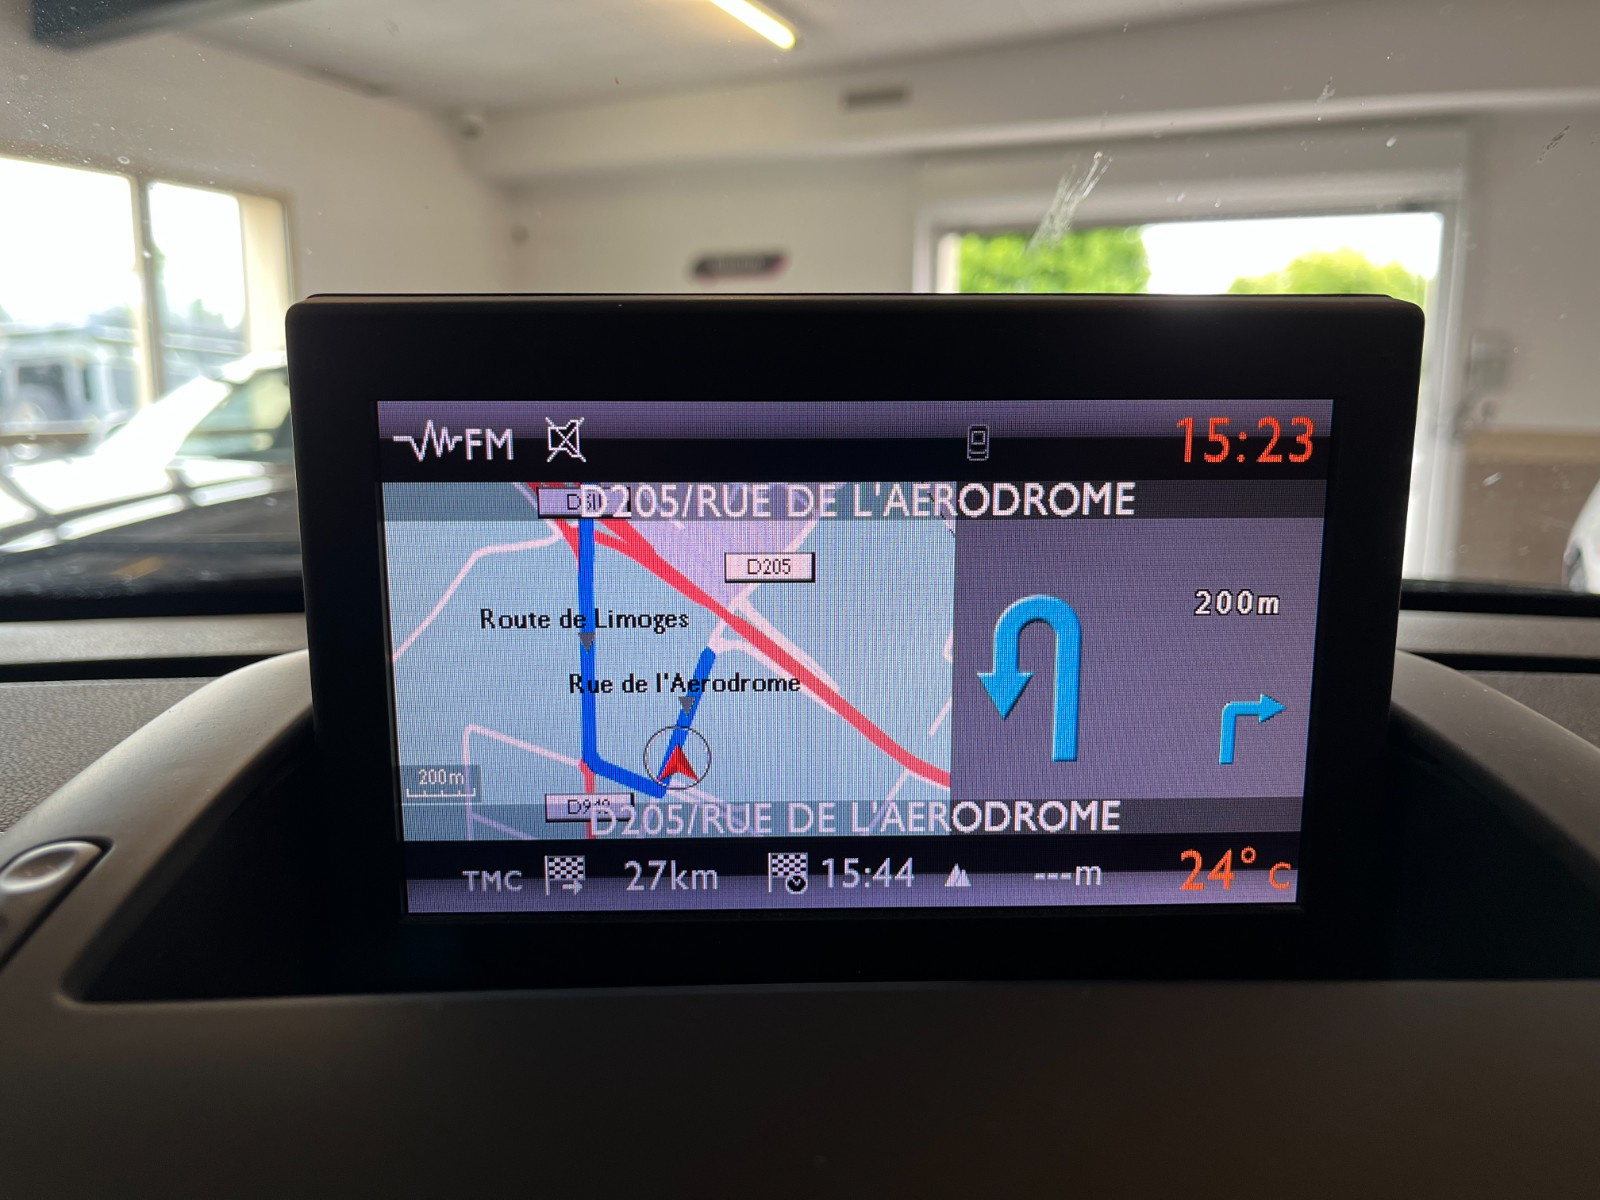 FM
15:23
D205/RUE DE L'AERODROME
D205
200m
Route de Limoges
Rue de l'Aerodrome
200m
D205/RUE DE L'AERODROME
TMC 27km 15:44 ---m 24° C